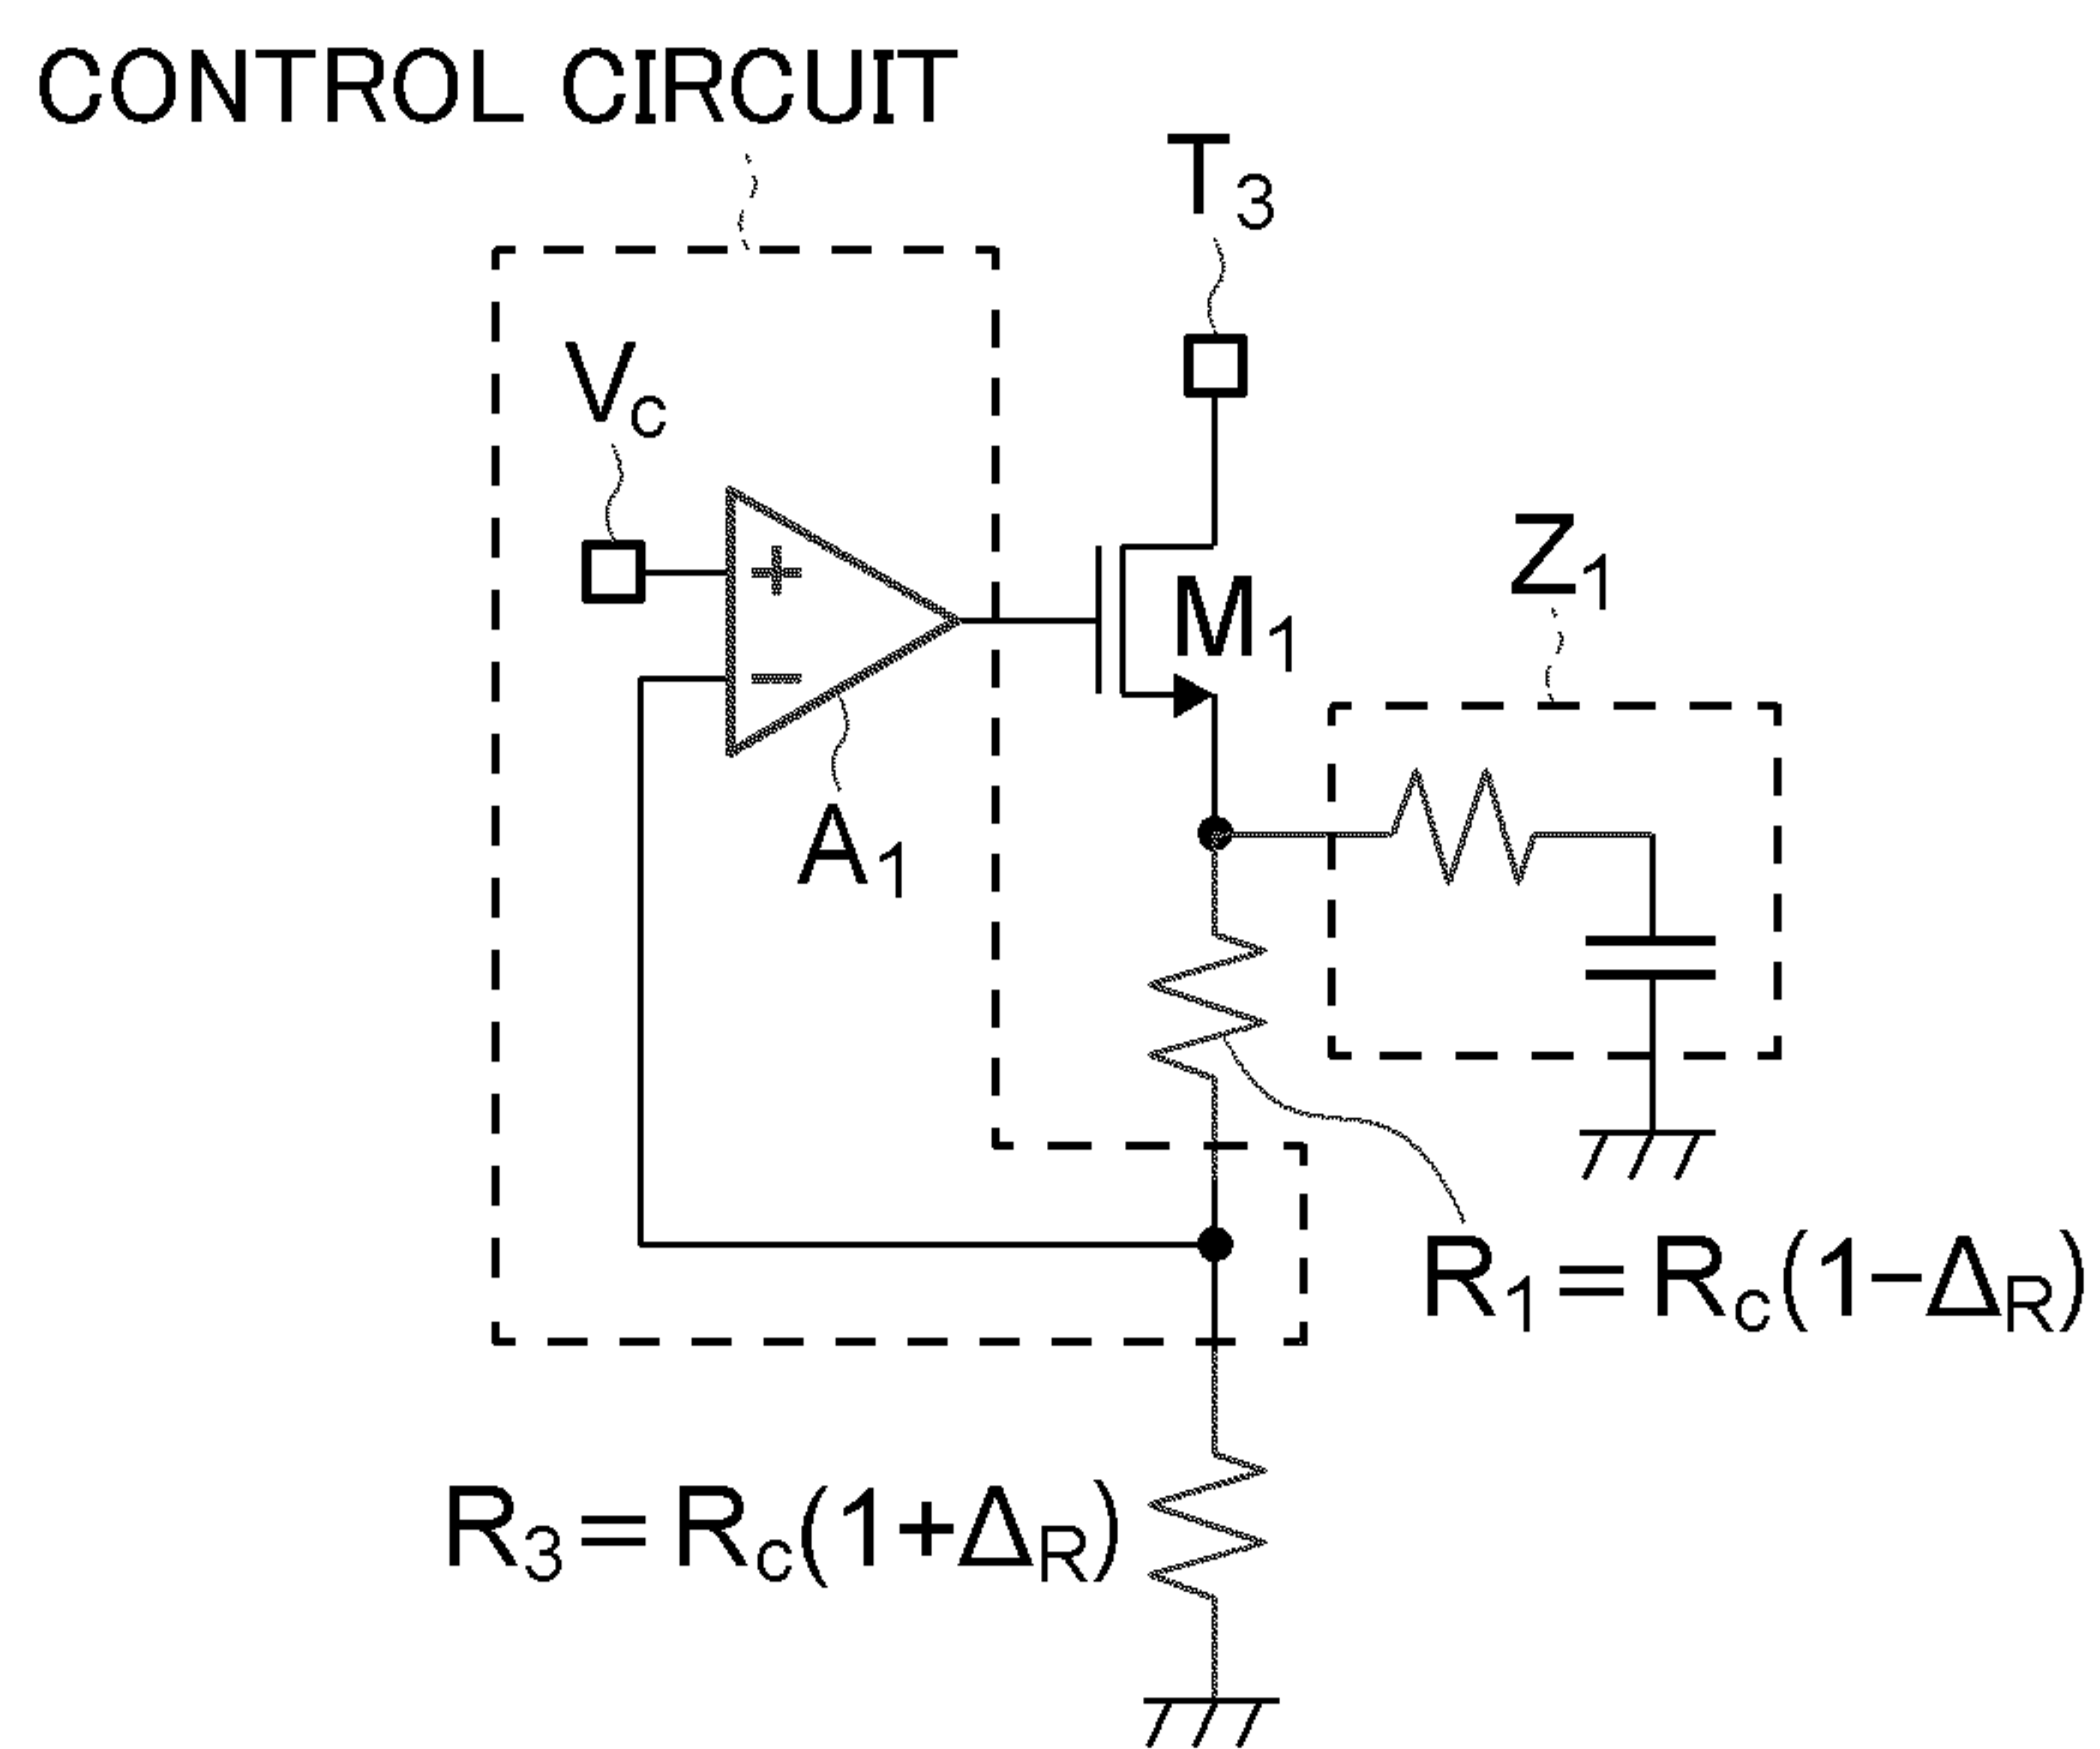 CONTROL CIRCUIT
T3
VC
+
−
M1
Z1
A1
R1=RC(1−ΔR)
R3=RC(1+ΔR)